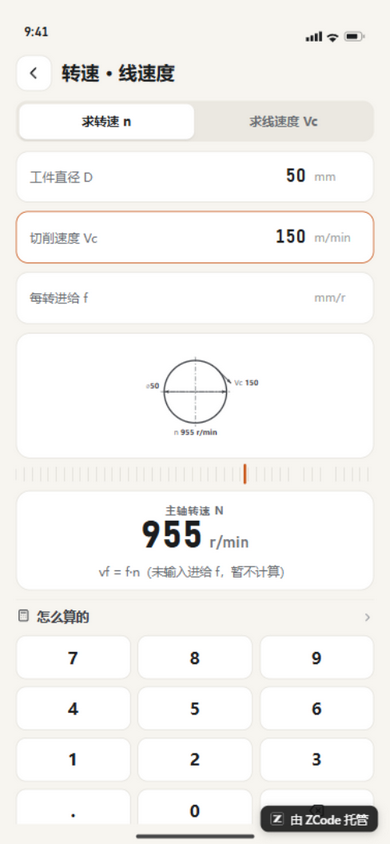 9:41
转速·线速度
求转速 n
求线速度 Vc
工件直径 D 50 mm
切削速度 Vc 150 m/min
每转进给 f mm/r
⌀50
Vc 150
n 955 r/min
主轴转速 N
955 r/min
vf = f·n (未输入进给 f，暂不计算)
怎么算的
7 8 9
4 5 6
1 2 3
. 0
由 ZCode 托管